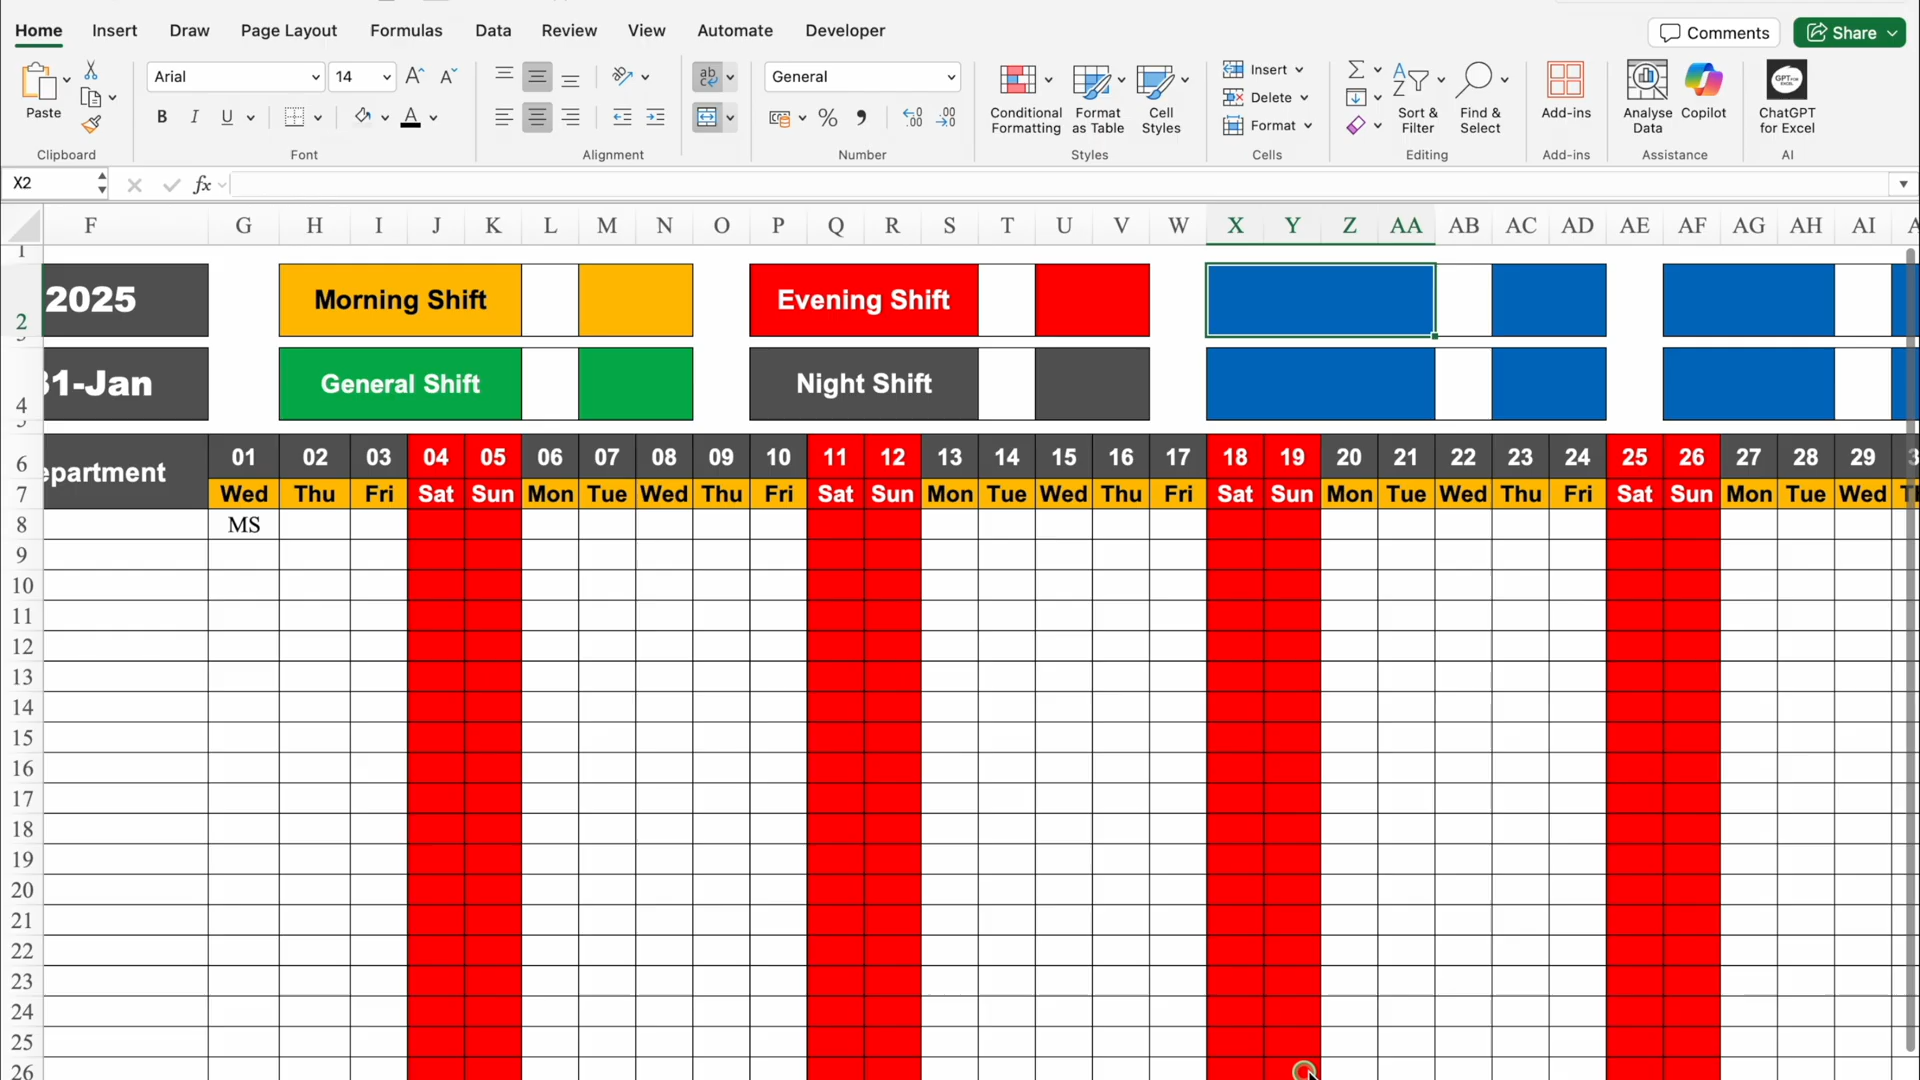 Home Insert Draw Page Layout Formulas Data Review View Automate Developer Comments Share
Arial 14 General Insert
Delete
Format
Paste B I U Conditional Formatting Format as Table Cell Styles Sort & Filter Find & Select Add-ins Analyse Data Copilot ChatGPT for Excel
Clipboard Font Alignment Number Styles Cells Editing Add-ins Assistance AI
X2 fx
F G H I J K L M N O P Q R S T U V W X Y Z AA AB AC AD AE AF AG AH AI
1
2 2025 Morning Shift Evening Shift
4 31-Jan General Shift Night Shift
6 epartment 01 02 03 04 05 06 07 08 09 10 11 12 13 14 15 16 17 18 19 20 21 22 23 24 25 26 27 28 29
7 Wed Thu Fri Sat Sun Mon Tue Wed Thu Fri Sat Sun Mon Tue Wed Thu Fri Sat Sun Mon Tue Wed Thu Fri Sat Sun Mon Tue Wed
8 MS
9
10
11
12
13
14
15
16
17
18
19
20
21
22
23
24
25
26